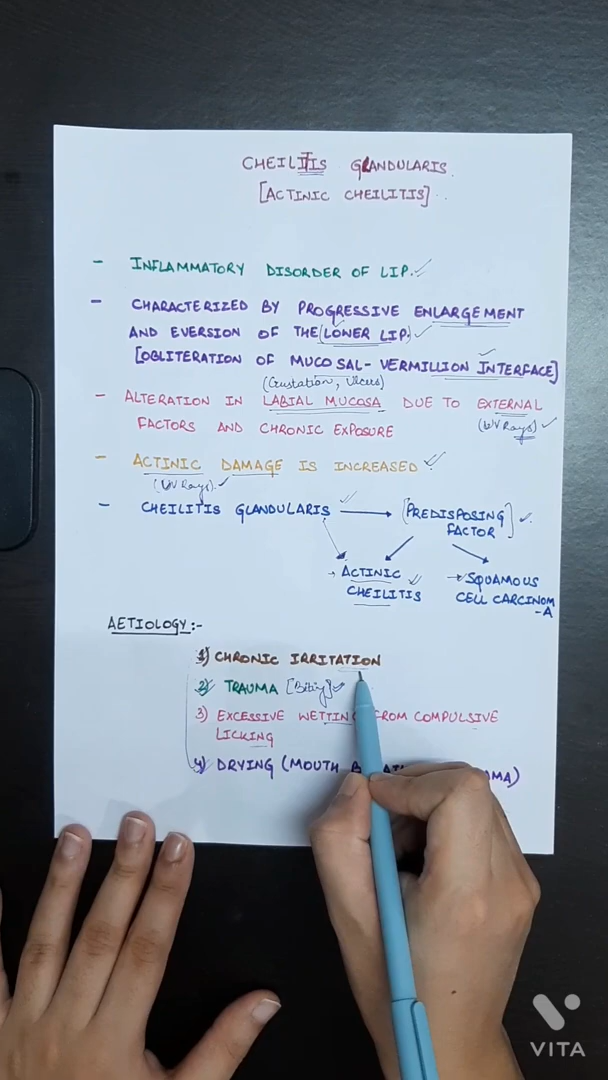 CHEILITIS GLANDULARIS.
[ACTINIC CHEILITIS]
- INFLAMMATORY DISORDER OF LIP.
- CHARACTERIZED BY PROGRESSIVE ENLARGEMENT
AND EVERSION OF THE (LOWER LIP.)
[OBLITERATION OF MUCOSAL-VERMILLION INTERFACE]
(Crustation, Ulcers)
- ALTERATION IN LABIAL MUCOSA DUE TO EXTERNAL
FACTORS AND CHRONIC EXPOSURE (UV Rays)
- ACTINIC DAMAGE IS INCREASED
(UV Rays).
- CHEILITIS GLANDULARIS → [PREDISPOSING
FACTOR]
→ ACTINIC CHEILITIS
→ SQUAMOUS
CELL CARCINOM
-A
AETIOLOGY:-
1) CHRONIC IRRITATION
2) TRAUMA [Biting]
3) EXCESSIVE WETTING FROM COMPULSIVE
LICKING
4) DRYING (MOUTH
VITA